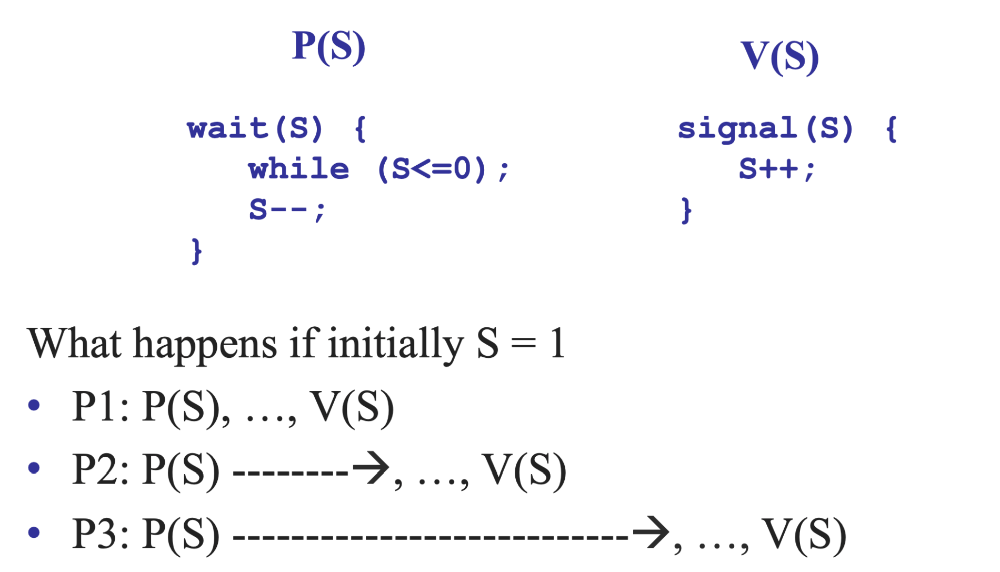 P(S)
V(S)
wait(S) {
while (S<=0);
S--;
}
signal(S) {
S++;
}
What happens if initially S = 1
• P1: P(S), …, V(S)
• P2: P(S) --------→, …, V(S)
• P3: P(S) ---------------------------→, …, V(S)